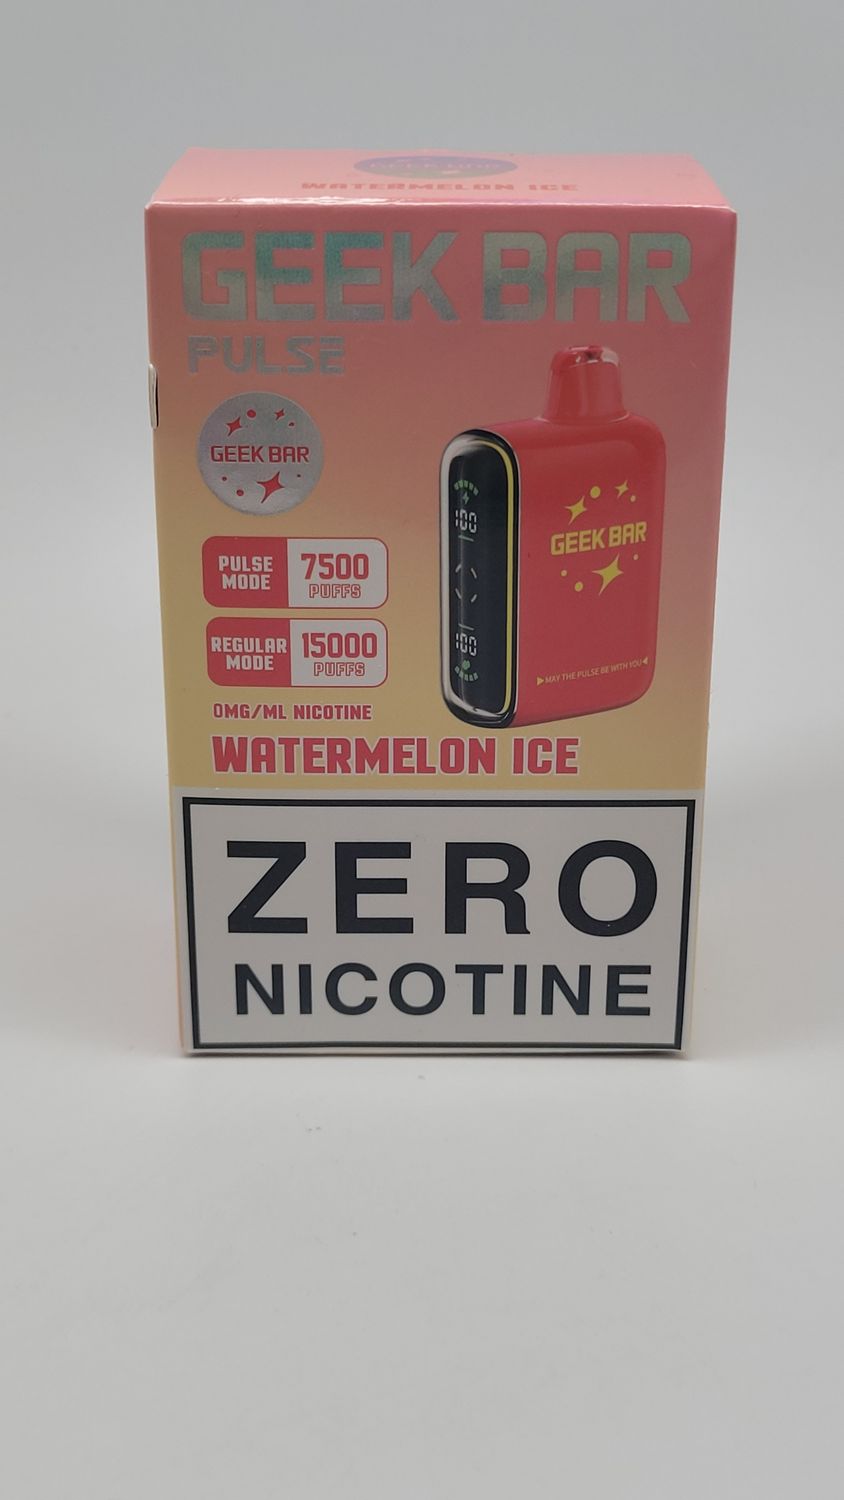 WATERMELON ICE
GEEK BAR
PULSE
GEEK BAR
PULSE MODE
7500 PUFFS
REGULAR MODE
15000 PUFFS
0MG/ML NICOTINE
WATERMELON ICE
100
100
GEEK BAR
MAY THE PULSE BE WITH YOU
ZERO
NICOTINE